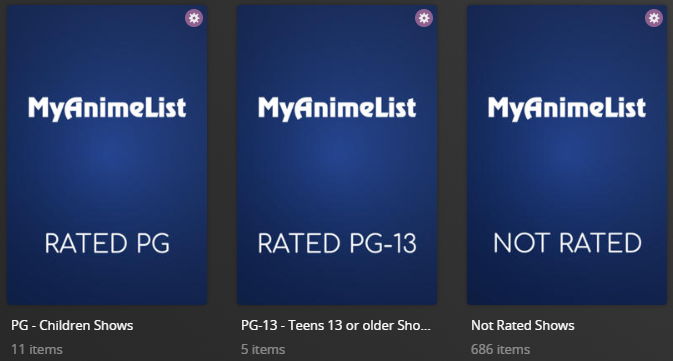 MyAnimeList
RATED PG
PG - Children Shows
11 items
MyAnimeList
RATED PG-13
PG-13 - Teens 13 or older Sho...
5 items
MyAnimeList
NOT RATED
Not Rated Shows
686 items